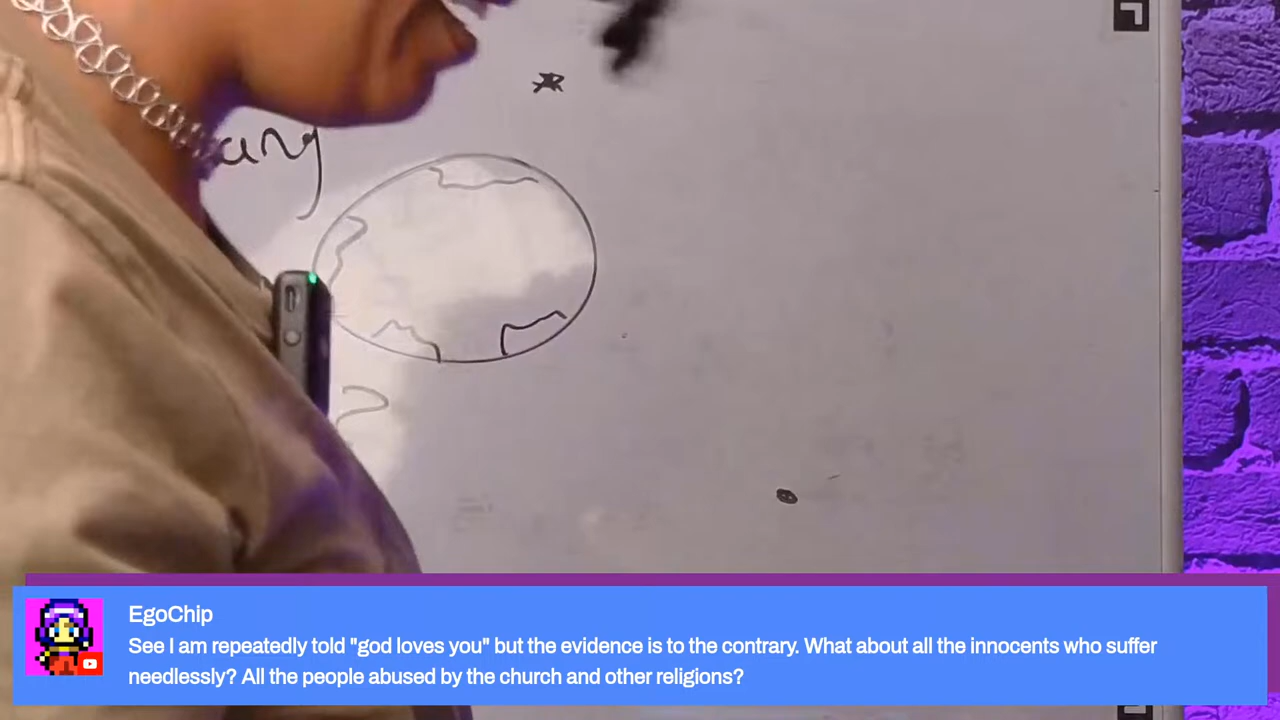 ang
?
EgoChip
See I am repeatedly told "god loves you" but the evidence is to the contrary. What about all the innocents who suffer
needlessly? All the people abused by the church and other religions?